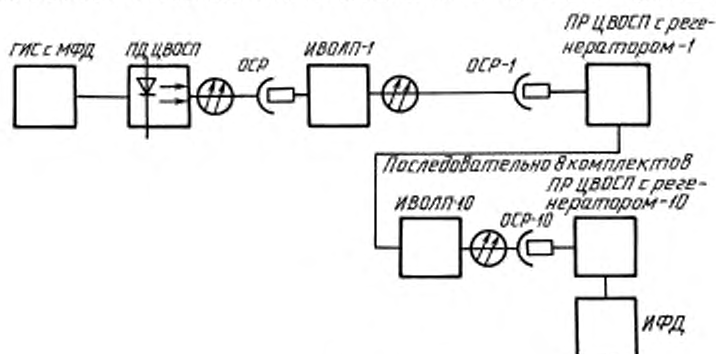 ГИС с МФД
ПД ЦВОСП
ОСР
ИВОЛП-1
ОСР-1
ПР ЦВОСП с реге-
нератором-1
Последовательно 8 комплектов
ИВОЛП-10
ОСР-10
ПР ЦВОСП с реге-
нератором-10
ИФД